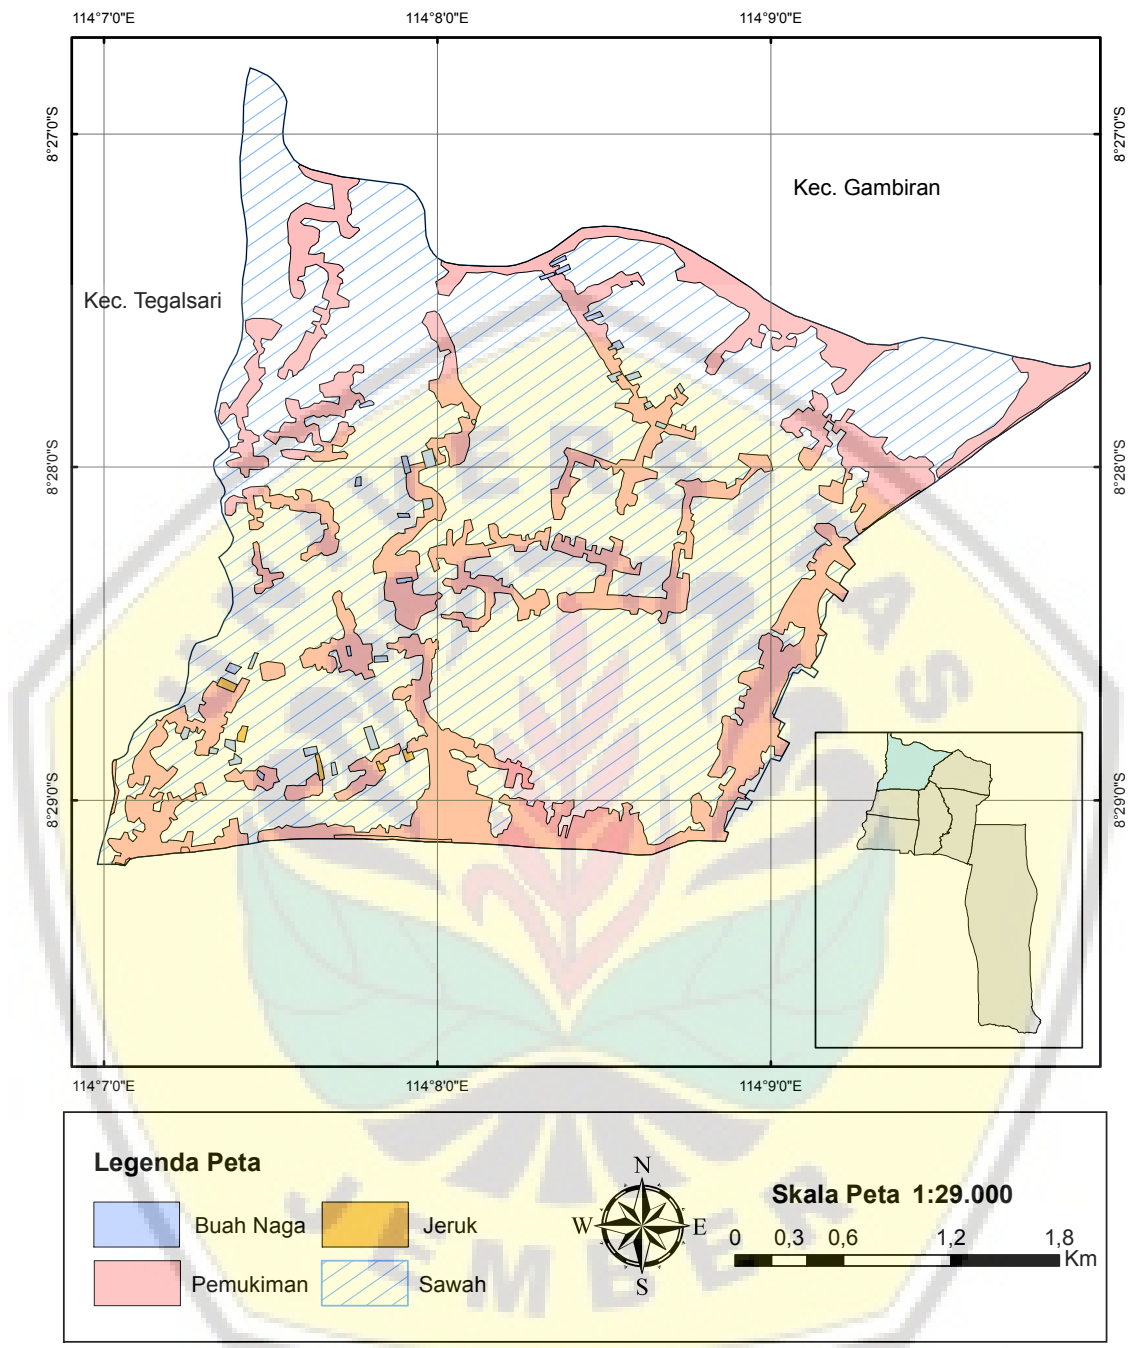 114°7'0"E 114°8'0"E 114°9'0"E
8°27'0"S 8°27'0"S
Kec. Gambiran
Kec. Tegalsari
8°28'0"S 8°28'0"S
8°29'0"S 8°29'0"S
114°7'0"E 114°8'0"E 114°9'0"E
UNIVERSITAS
JEMBER
Legenda Peta
Buah Naga Jeruk
Pemukiman Sawah
N
W E
S
Skala Peta 1:29.000
0 0,3 0,6 1,2 1,8
Km